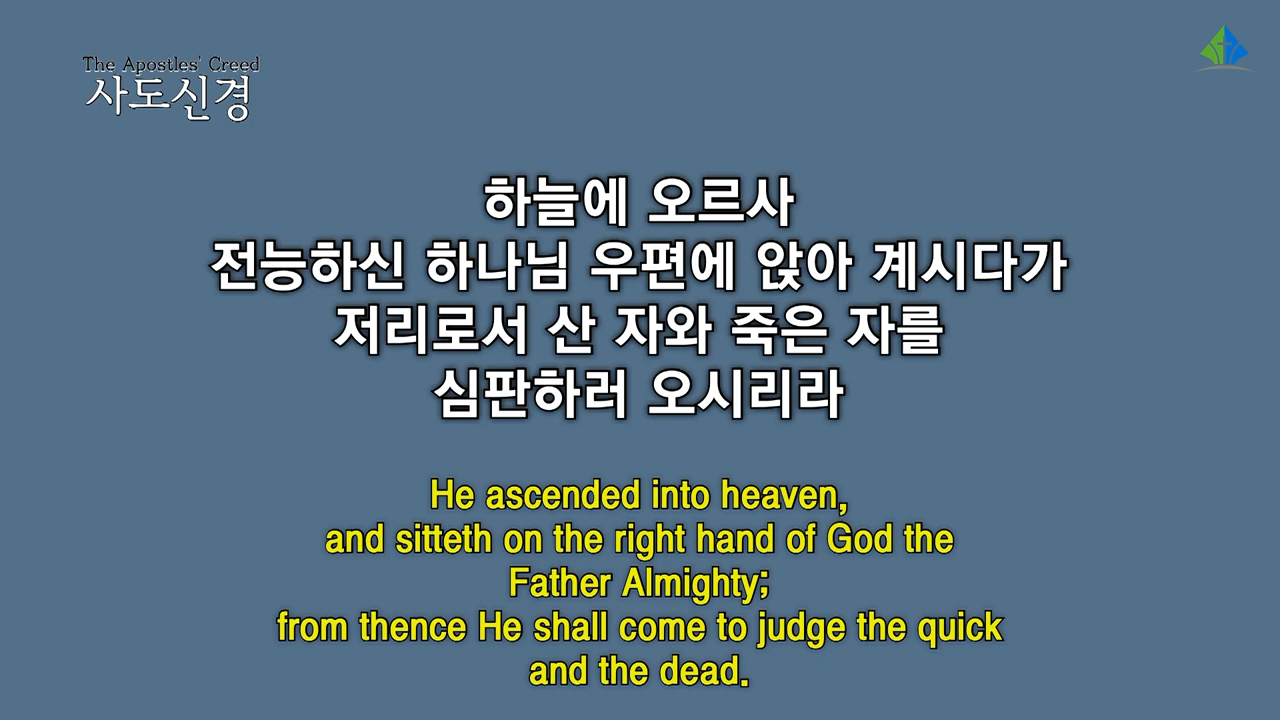 The Apostles' Creed
사도신경
하늘에 오르사
전능하신 하나님 우편에 앉아 계시다가
저리로서 산 자와 죽은 자를
심판하러 오시리라
He ascended into heaven,
and sitteth on the right hand of God the
Father Almighty;
from thence He shall come to judge the quick
and the dead.